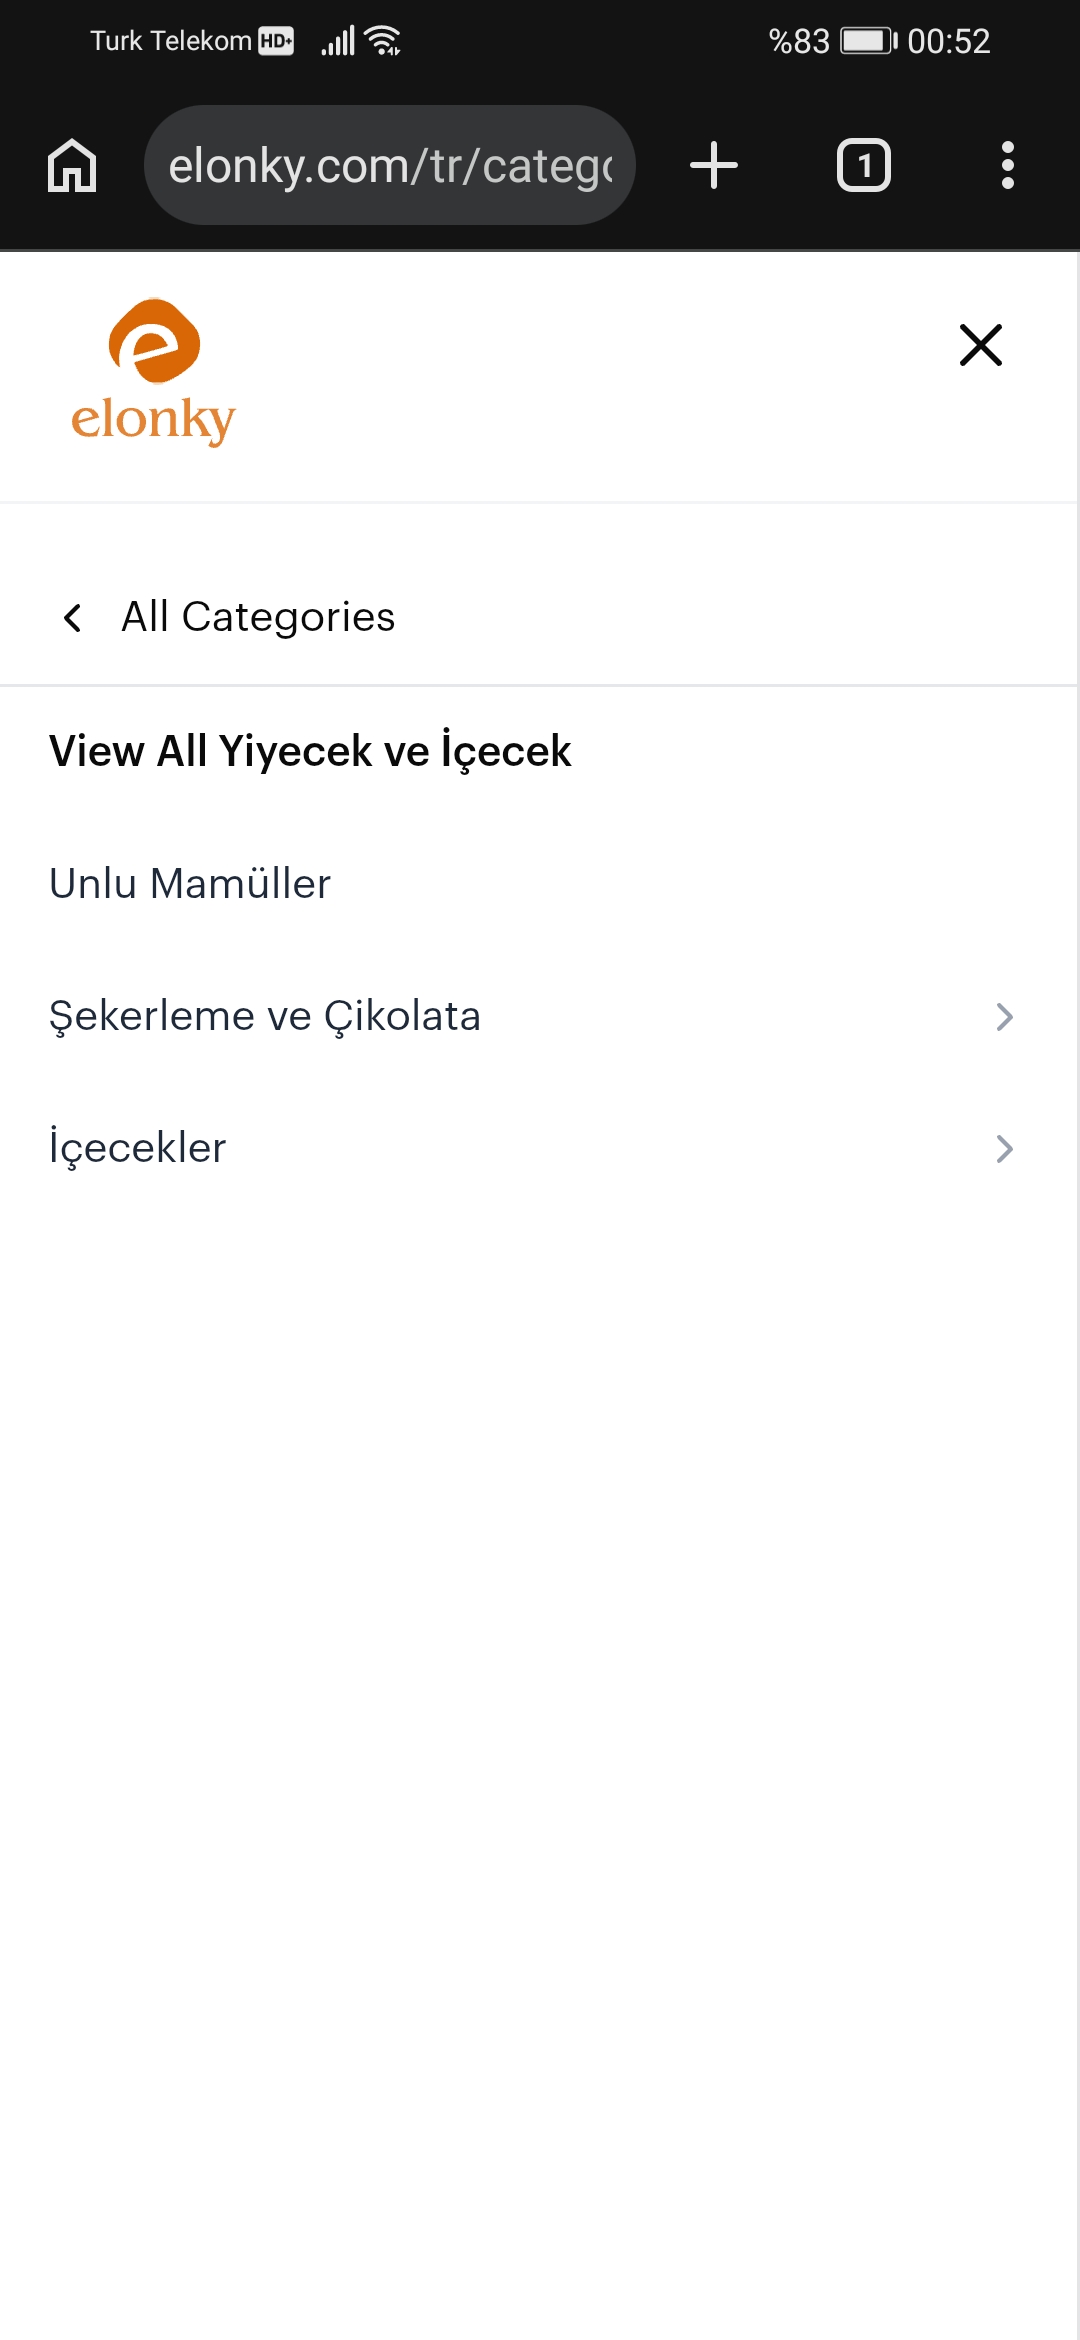 Turk Telekom HD+ %83 00:52
elonky.com/tr/catego 1
elonky
All Categories
View All Yiyecek ve İçecek
Unlu Mamüller
Şekerleme ve Çikolata
İçecekler